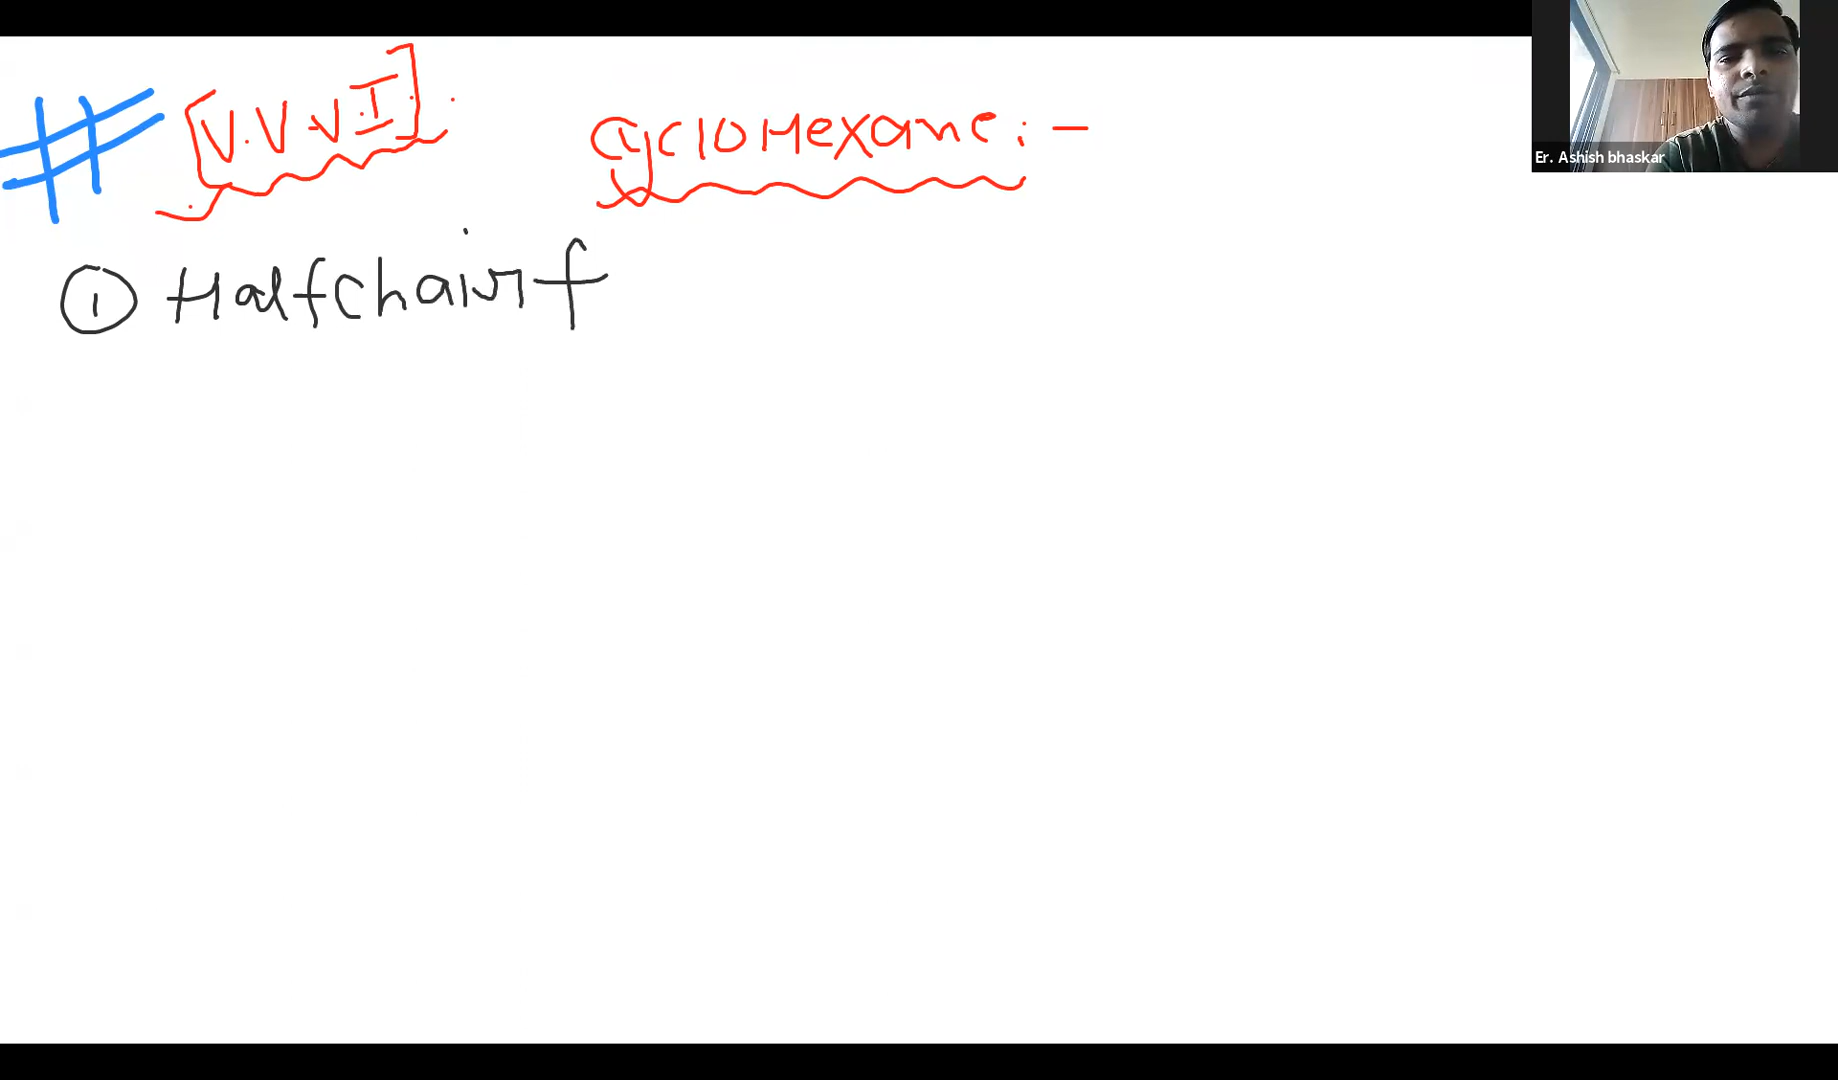 # [V.V.V.I] CycloHexane :-
① Halfchair f
Er. Ashish bhaskar